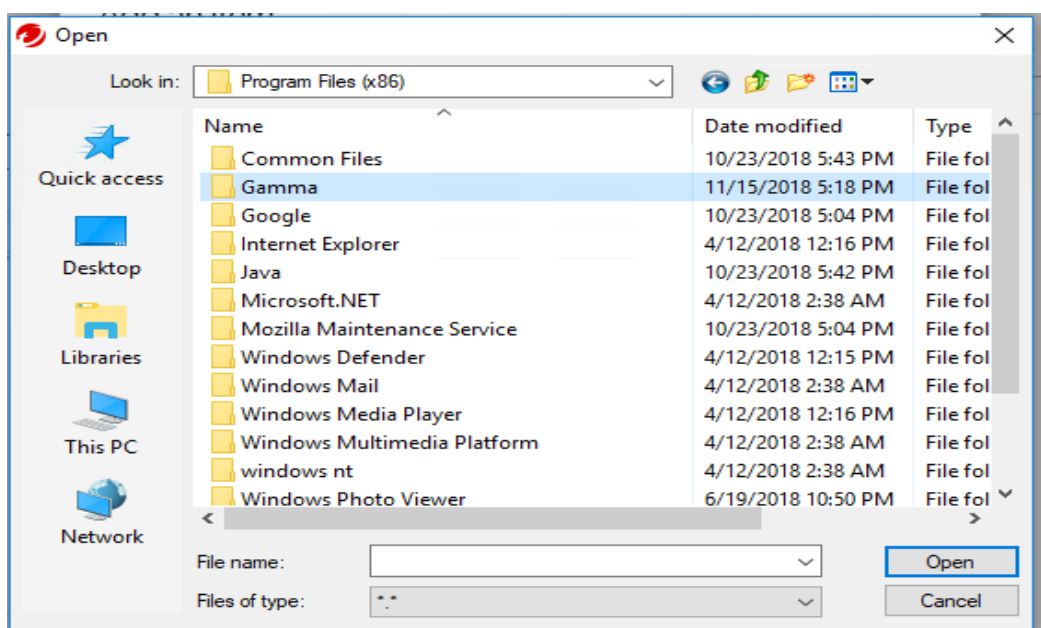 Open
Look in: Program Files (x86)
Name Date modified Type
Common Files 10/23/2018 5:43 PM File fol
Gamma 11/15/2018 5:18 PM File fol
Google 10/23/2018 5:04 PM File fol
Internet Explorer 4/12/2018 12:16 PM File fol
Java 10/23/2018 5:42 PM File fol
Microsoft.NET 4/12/2018 2:38 AM File fol
Mozilla Maintenance Service 10/23/2018 5:04 PM File fol
Windows Defender 4/12/2018 12:15 PM File fol
Windows Mail 4/12/2018 2:38 AM File fol
Windows Media Player 4/12/2018 12:16 PM File fol
Windows Multimedia Platform 4/12/2018 2:38 AM File fol
windows nt 4/12/2018 2:38 AM File fol
Windows Photo Viewer 6/19/2018 10:50 PM File fol
Quick access
Desktop
Libraries
This PC
Network
File name: Open
Files of type: *.* Cancel